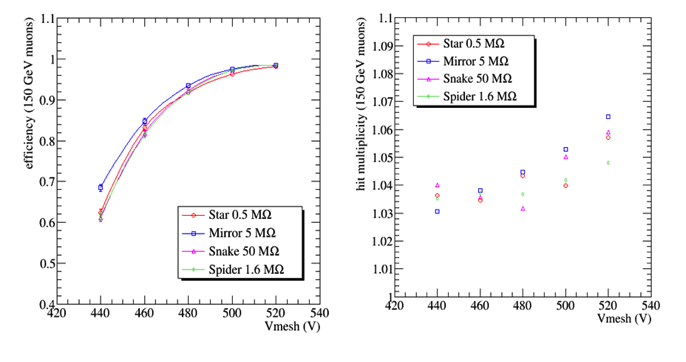 efficiency (150 GeV muons)
1.1
1
0.9
0.8
0.7
0.6
0.5
0.4
420 440 460 480 500 520 540
Vmesh (V)
Star 0.5 MΩ
Mirror 5 MΩ
Snake 50 MΩ
Spider 1.6 MΩ
hit multiplicity (150 GeV muons)
1.1
1.09
1.08
1.07
1.06
1.05
1.04
1.03
1.02
1.01
1
420 440 460 480 500 520 540
Vmesh (V)
Star 0.5 MΩ
Mirror 5 MΩ
Snake 50 MΩ
Spider 1.6 MΩ